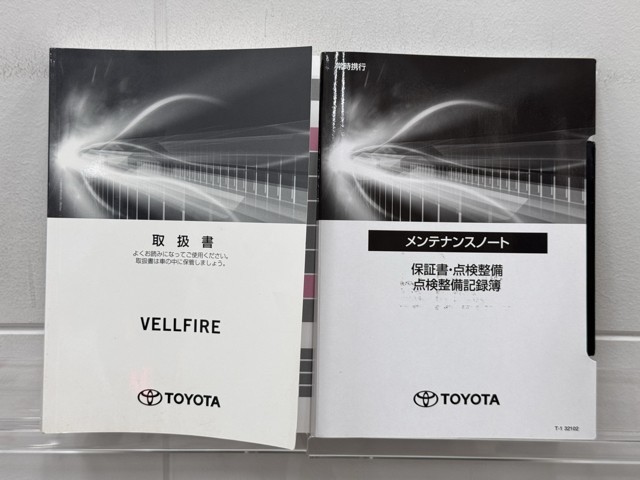 取扱書
よくお読みになってご使用ください。
取扱書は車の中に保管しましょう。
VELLFIRE
TOYOTA
常時携行
メンテナンスノート
保証書・点検整備
点検整備記録簿
TOYOTA
T-1 32102